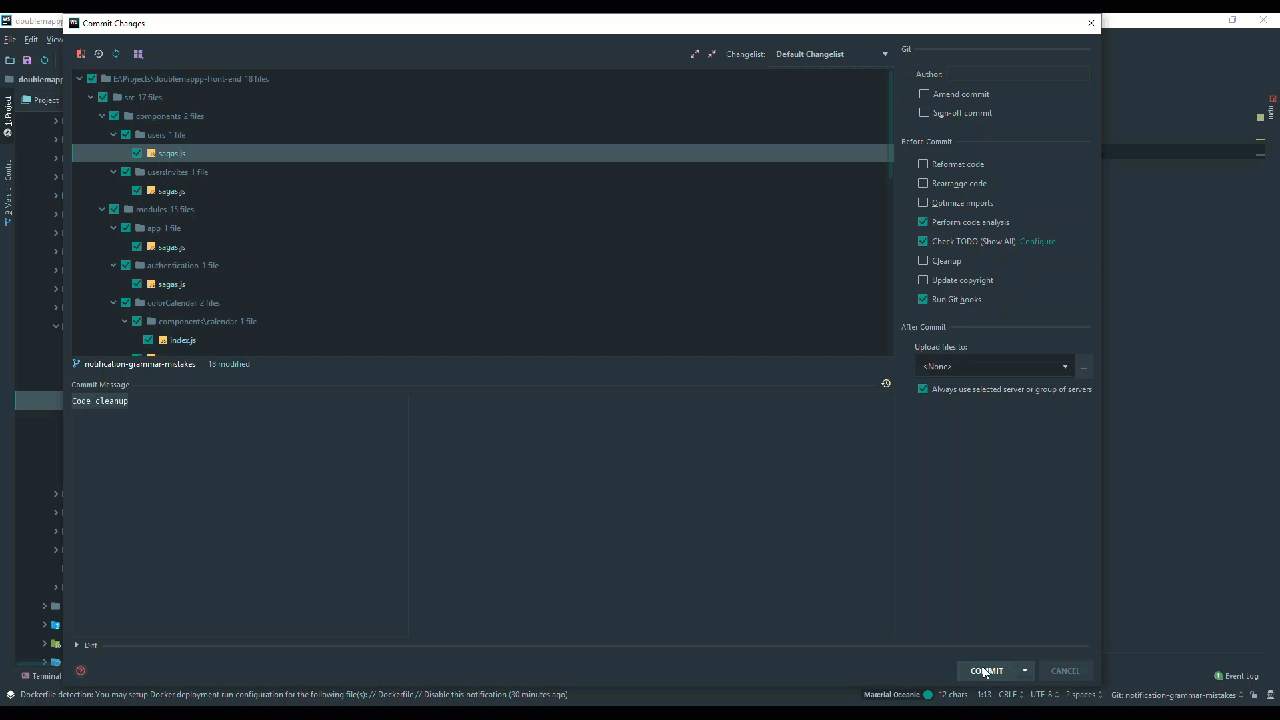 WS doublemapp
WS Commit Changes
File Edit View
doublemapp
Project
1: Project
Changelist: Default Changelist
E:\Projects\doublemappp-front-end 18 files
src 17 files
components 2 files
users 1 file
sagas.js
usersInvites 1 file
sagas.js
modules 15 files
app 1 file
sagas.js
authentication 1 file
sagas.js
colorCalendar 2 files
components\calendar 1 file
index.js
notification-grammar-mistakes 18 modified
Commit Message
Code cleanup
Diff
Git
Author:
Amend commit
Sign-off commit
Before Commit
Reformat code
Rearrange code
Optimize imports
Perform code analysis
Check TODO (Show All) Configure
Cleanup
Update copyright
Run Git hooks
After Commit
Upload files to:
<None>
...
Always use selected server or group of servers
COMMIT
CANCEL
Terminal
1 Event Log
Dockerfile detection: You may setup Docker deployment run configuration for the following file(s): // Dockerfile // Disable this notification (30 minutes ago)
Material Oceanic 12 chars 1:13 CRLF UTF-8 2 spaces Git: notification-grammar-mistakes